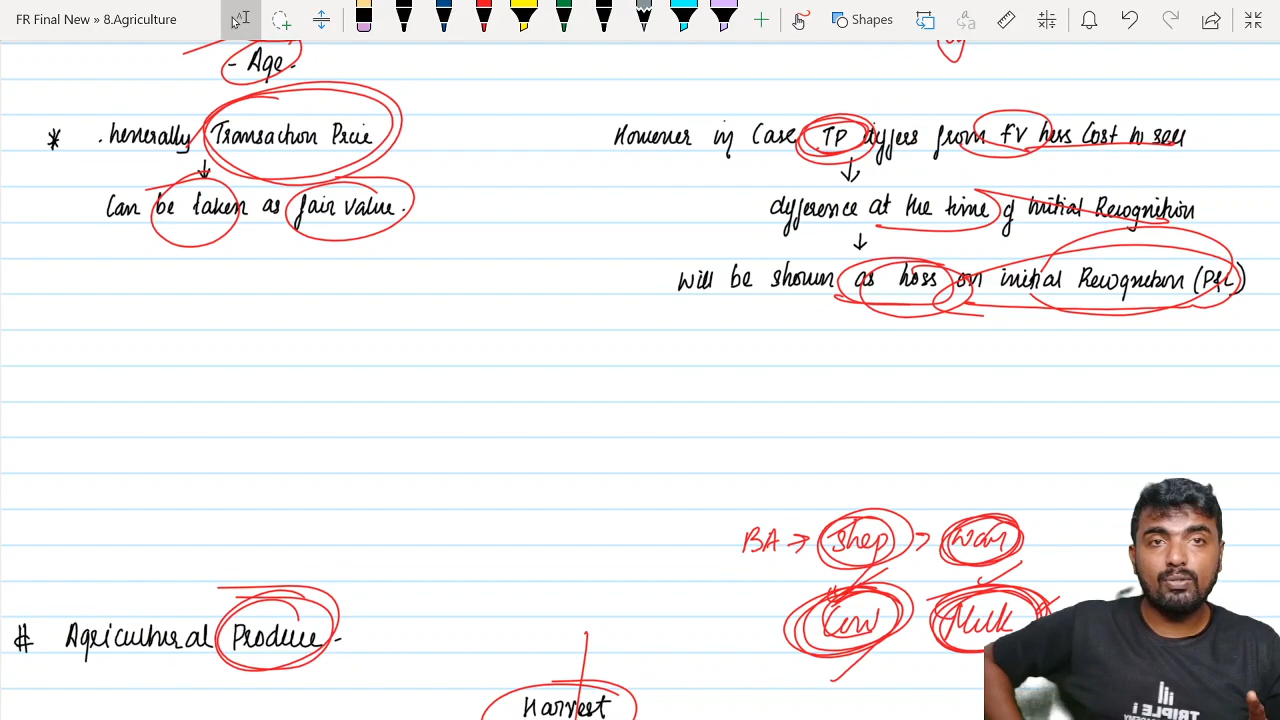 FR Final New » 8.Agriculture
Shapes
- Age -
* . Generally Transaction Price
Can be taken as fair value.
However in Case TP differs from FV less Cost to sell
difference at the time of initial Recognition
Will be shown as loss on initial Recognition (P&L)
BA → Shep > Wool
Cow Milk
# Agricultural Produce -
Harvest
TRIPLE i